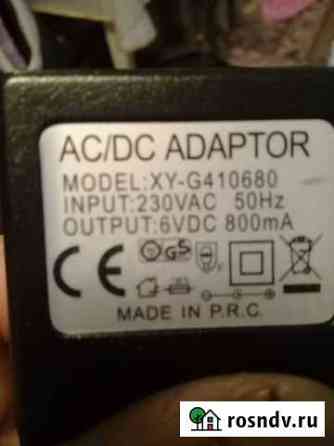 AC/DC ADAPTOR
MODEL:XY-G410680
INPUT:230VAC 50Hz
OUTPUT:6VDC 800mA
CE GS
MADE IN P.R.C.
rosndv.ru